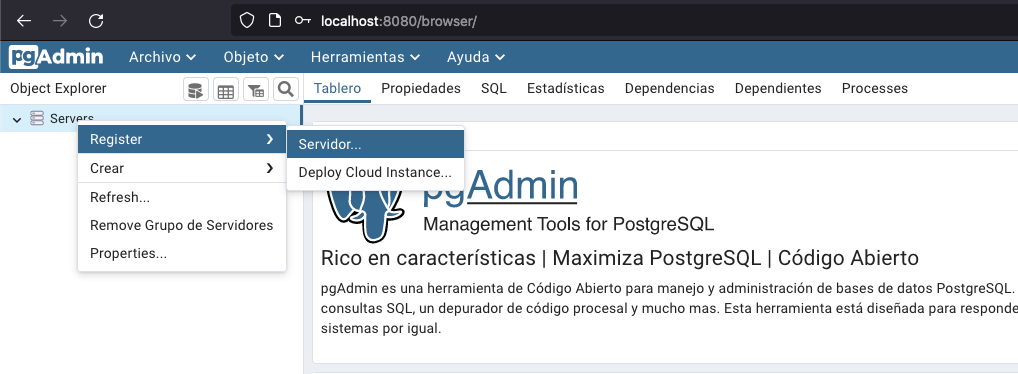 localhost:8080/browser/
pgAdmin Archivo Objeto Herramientas Ayuda
Object Explorer Tablero Propiedades SQL Estadísticas Dependencias Dependientes Processes
Servers
Register
Servidor...
Crear
Deploy Cloud Instance...
Refresh...
Remove Grupo de Servidores
Properties...
pgAdmin
Management Tools for PostgreSQL
Rico en características | Maximiza PostgreSQL | Código Abierto
pgAdmin es una herramienta de Código Abierto para manejo y administración de bases de datos PostgreSQL.
consultas SQL, un depurador de código procesal y mucho mas. Esta herramienta está diseñada para responde
sistemas por igual.